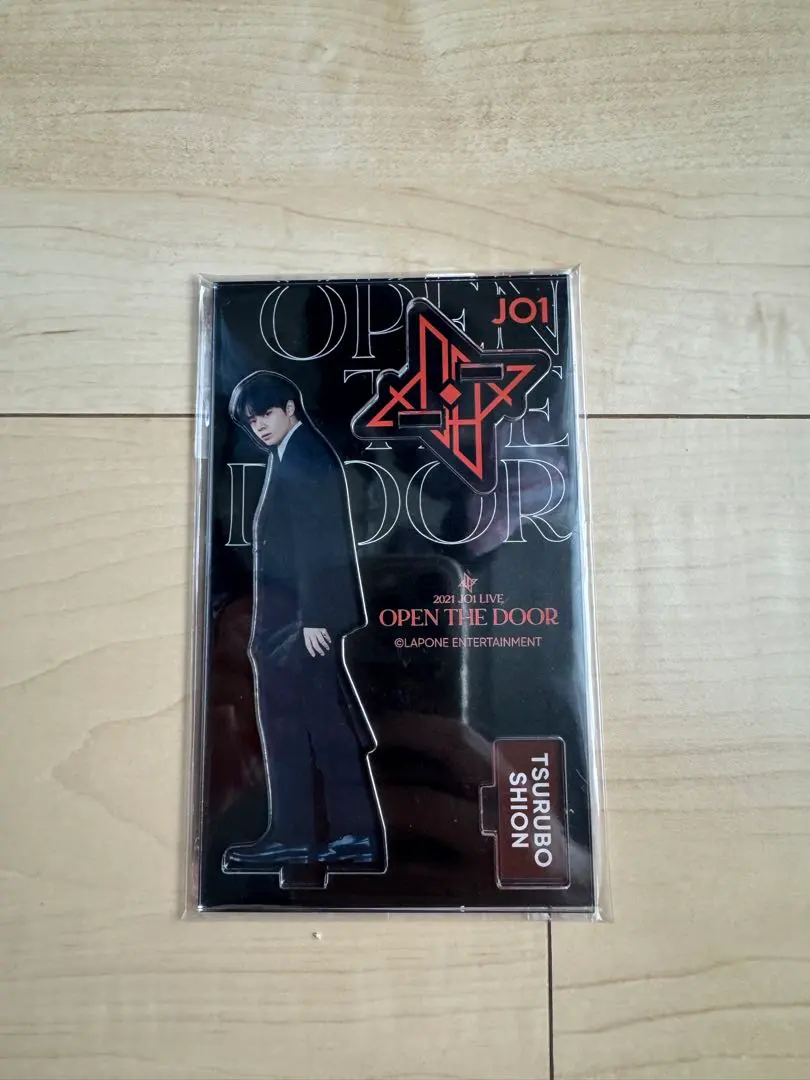 OPEN
JO1
THE
DOOR
2021 JO1 LIVE
OPEN THE DOOR
©LAPONE ENTERTAINMENT
TSURUBO
SHION